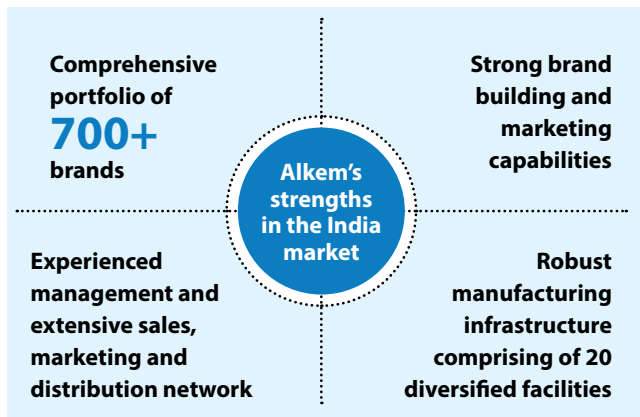 Comprehensive
portfolio of
700+
brands
Strong brand
building and
marketing
capabilities
Alkem's
strengths
in the India
market
Experienced
management and
extensive sales,
marketing and
distribution network
Robust
manufacturing
infrastructure
comprising of 20
diversified facilities